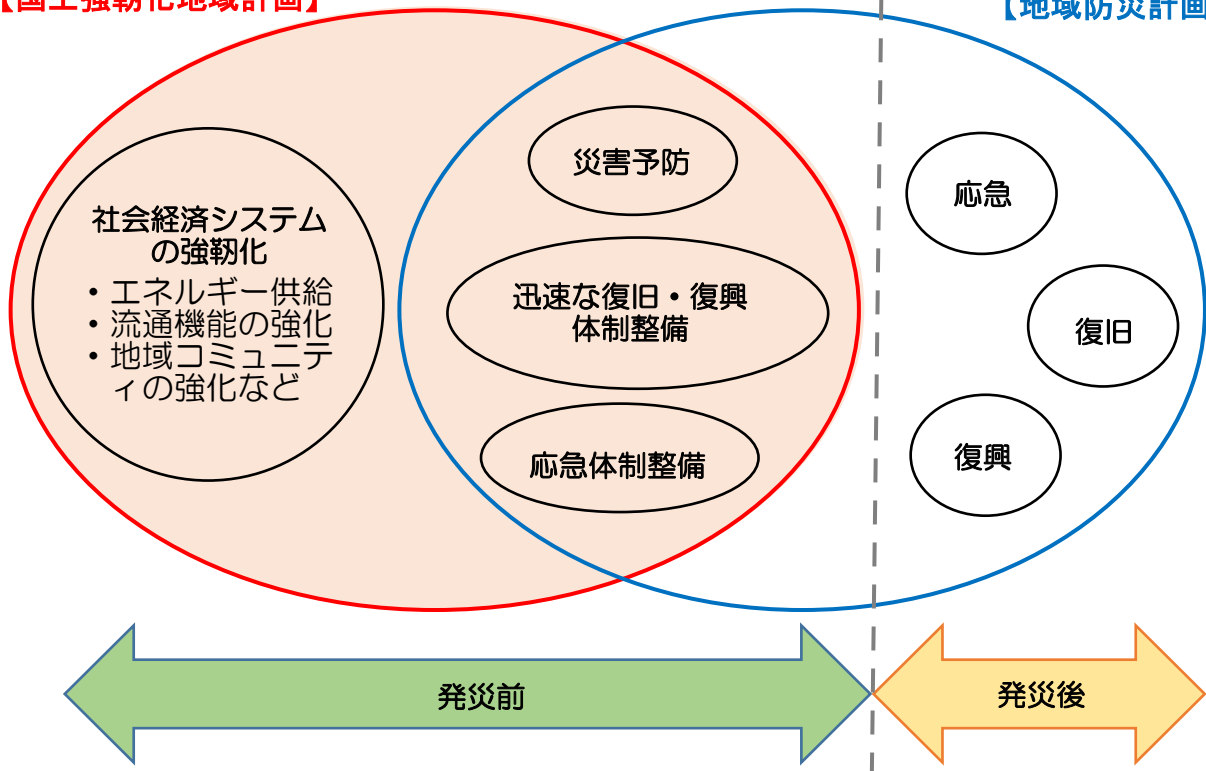 【国土強靭化地域計画】
【地域防災計画
社会経済システム
の強靭化
・エネルギー供給
・流通機能の強化
・地域コミュニテ
ィの強化など
災害予防
迅速な復旧・復興
体制整備
応急体制整備
応急
復旧
復興
発災前
発災後